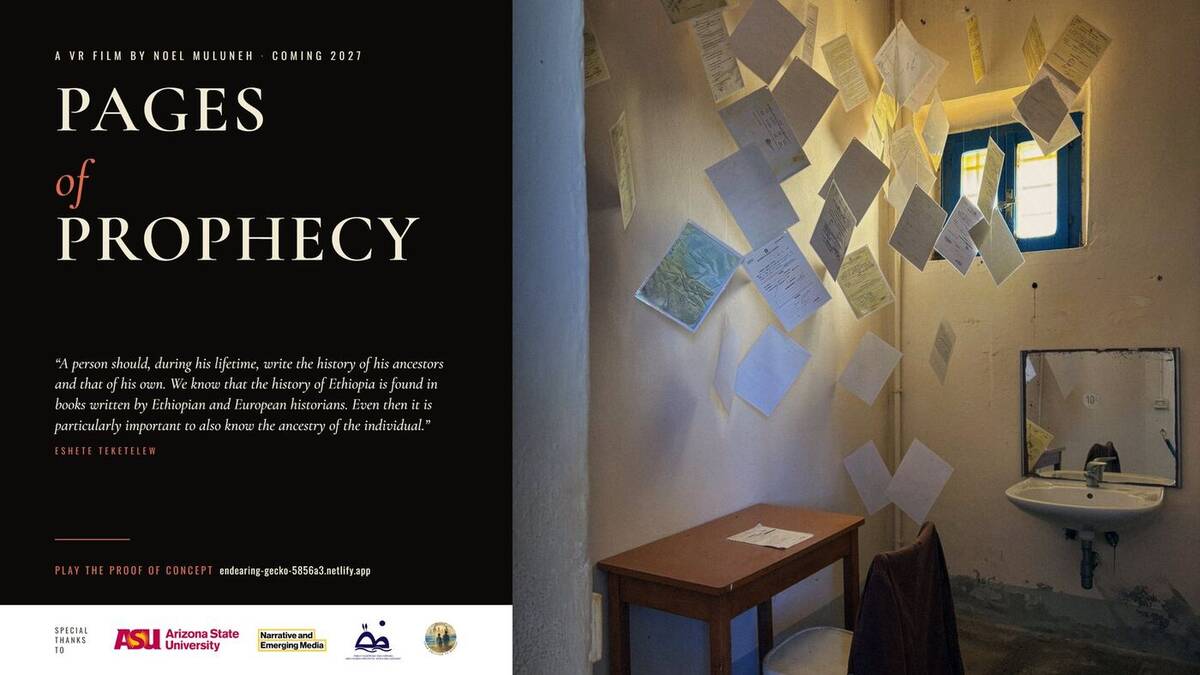 A VR FILM BY NOEL MULUNEH · COMING 2027
PAGES
of
PROPHECY
“A person should, during his lifetime, write the history of his ancestors
and that of his own. We know that the history of Ethiopia is found in
books written by Ethiopian and European historians. Even then it is
particularly important to also know the ancestry of the individual.”
ESHETE TEKETELEW
PLAY THE PROOF OF CONCEPT endearing-gecko-5856a3.netlify.app
SPECIAL
THANKS
TO
ASU Arizona State
University
Narrative and
Emerging Media